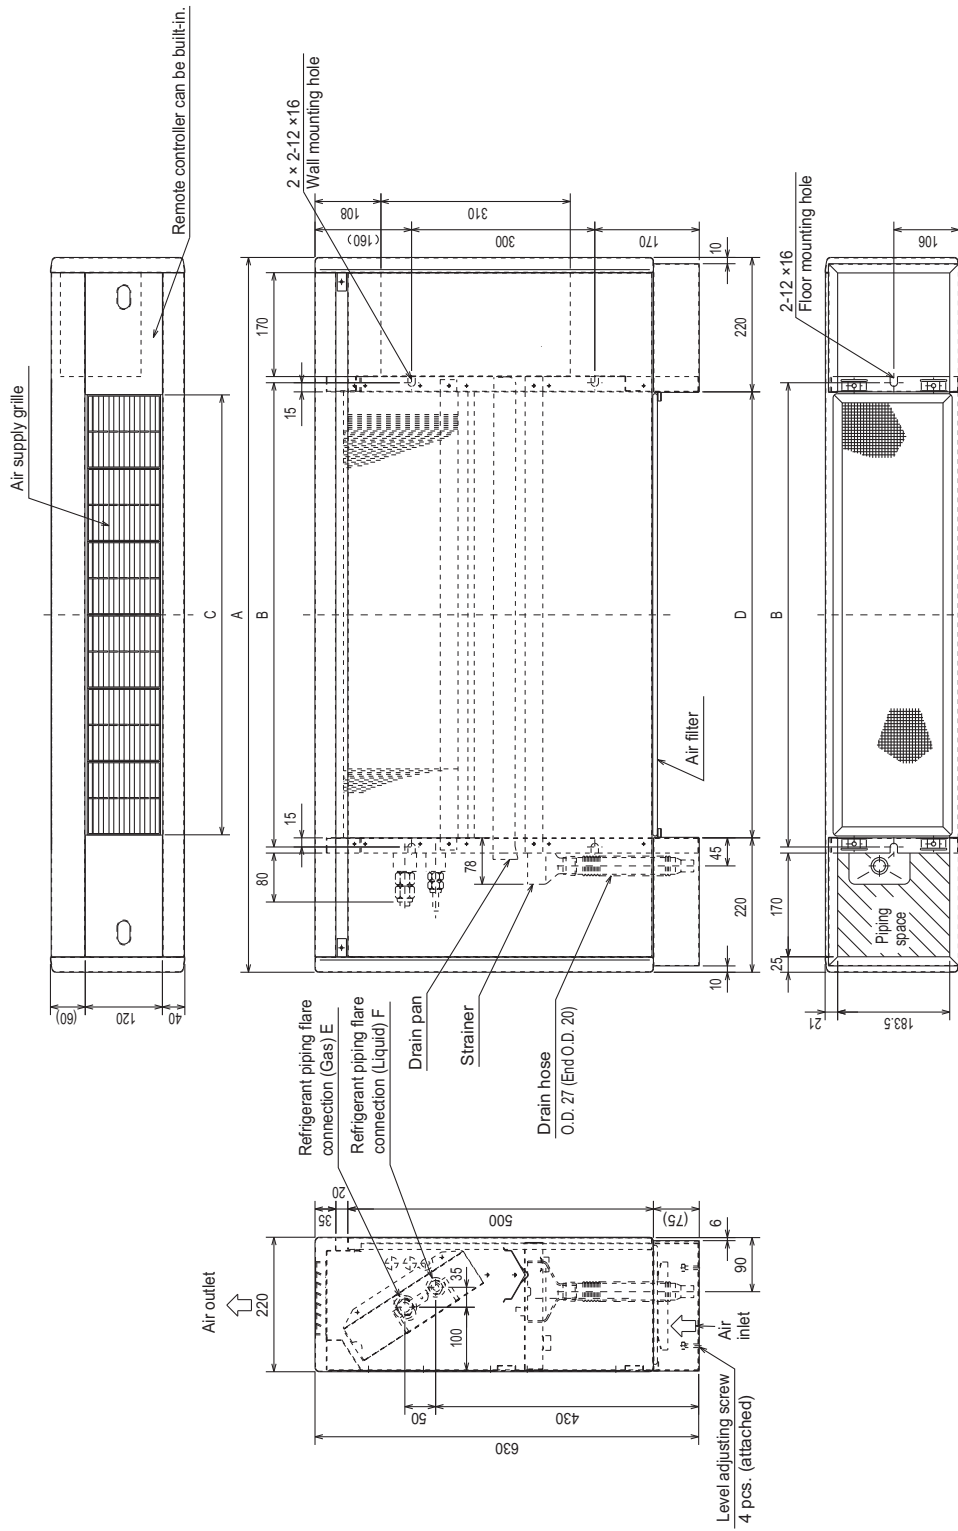 Remote controller can be built-in.
Air supply grille
(60)
120
40
C
A
B
2 × 2-12 ×16
Wall mounting hole
108
310
(160)
300
170
10
170
220
15
15
80
78
45
220
10
D
Air filter
Refrigerant piping flare
connection (Gas) E
Refrigerant piping flare
connection (Liquid) F
Drain pan
Strainer
Drain hose
O.D. 27 (End O.D. 20)
2-12 ×16
Floor mounting hole
106
B
170
25
21
183.5
Piping
space
Air outlet
220
35
20
500
(75)
6
90
35
100
50
430
630
Air
inlet
Level adjusting screw
4 pcs. (attached)